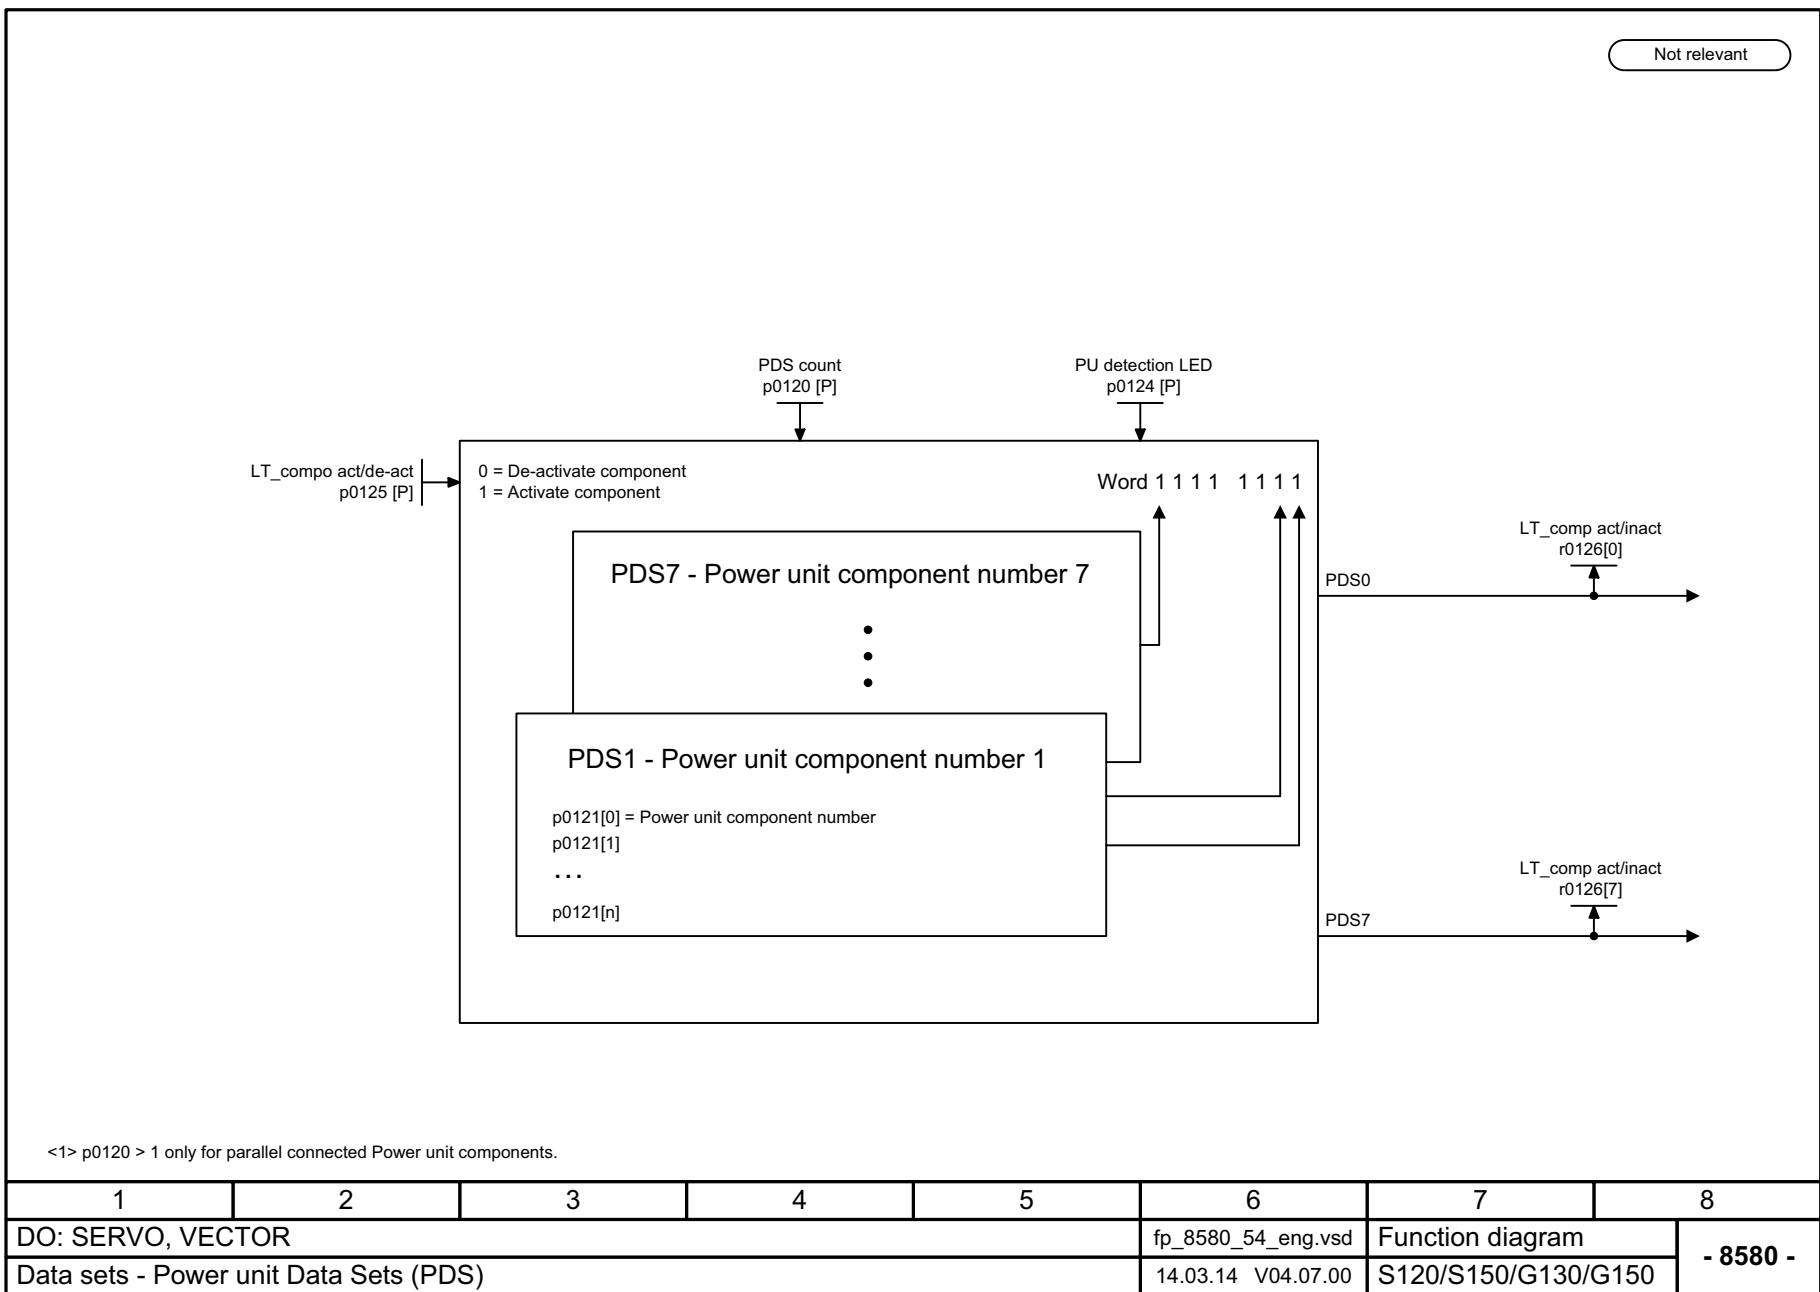 Not relevant
PDS count
p0120 [P]
PU detection LED
p0124 [P]
LT_compo act/de-act
p0125 [P]
0 = De-activate component
1 = Activate component
Word 1 1 1 1 1 1 1 1
LT_comp act/inact
r0126[0]
PDS7 - Power unit component number 7
PDS0
PDS1 - Power unit component number 1
p0121[0] = Power unit component number
p0121[1]
...
p0121[n]
LT_comp act/inact
r0126[7]
PDS7
<1> p0120 > 1 only for parallel connected Power unit components.
1 2 3 4 5 6 7 8
DO: SERVO, VECTOR
fp_8580_54_eng.vsd
Function diagram
- 8580 -
Data sets - Power unit Data Sets (PDS)
14.03.14 V04.07.00
S120/S150/G130/G150